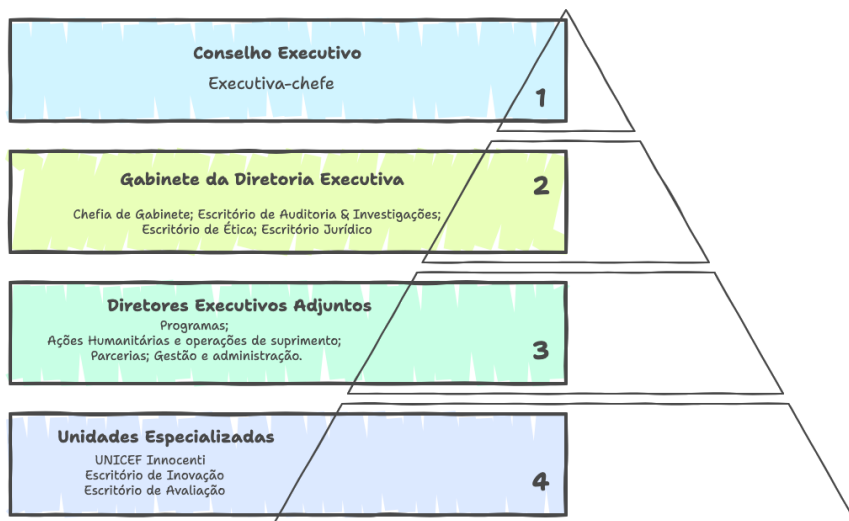 Conselho Executivo
Executiva-chefe
1
Gabinete da Diretoria Executiva
2
Chefia de Gabinete; Escritório de Auditoria & Investigações;
Escritório de Ética; Escritório Jurídico
Diretores Executivos Adjuntos
Programas;
Ações Humanitárias e operações de suprimento;
Parcerias; Gestão e administração.
3
Unidades Especializadas
UNICEF Innocenti
Escritório de Inovação
Escritório de Avaliação
4